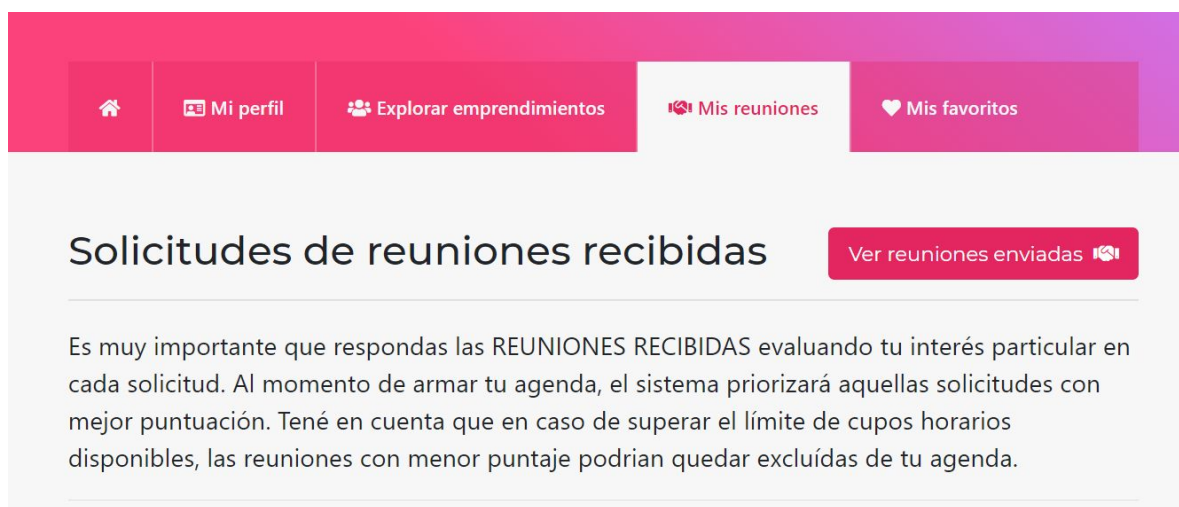 Mi perfil
Explorar emprendimientos
Mis reuniones
Mis favoritos
Solicitudes de reuniones recibidas
Ver reuniones enviadas
Es muy importante que respondas las REUNIONES RECIBIDAS evaluando tu interés particular en
cada solicitud. Al momento de armar tu agenda, el sistema priorizará aquellas solicitudes con
mejor puntuación. Tené en cuenta que en caso de superar el límite de cupos horarios
disponibles, las reuniones con menor puntaje podrian quedar excluídas de tu agenda.